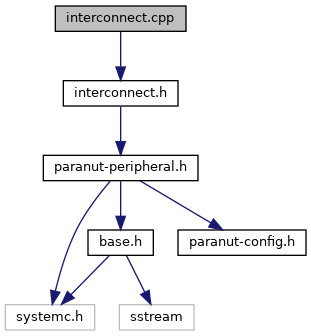 interconnect.cpp
interconnect.h
paranut-peripheral.h
base.h
paranut-config.h
systemc.h
sstream